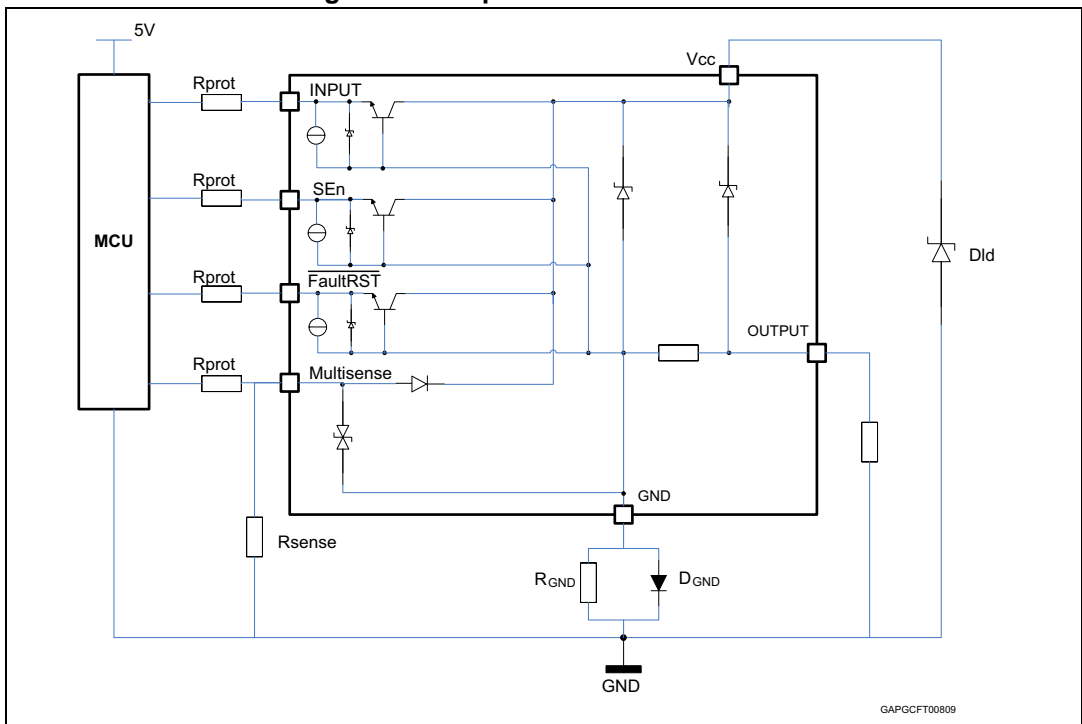 5V
Vcc
Rprot
INPUT
Rprot
SEn
MCU
Dld
Rprot
FaultRST
OUTPUT
Rprot
Multisense
GND
Rsense
RGND
DGND
GND
GAPGCFT00809